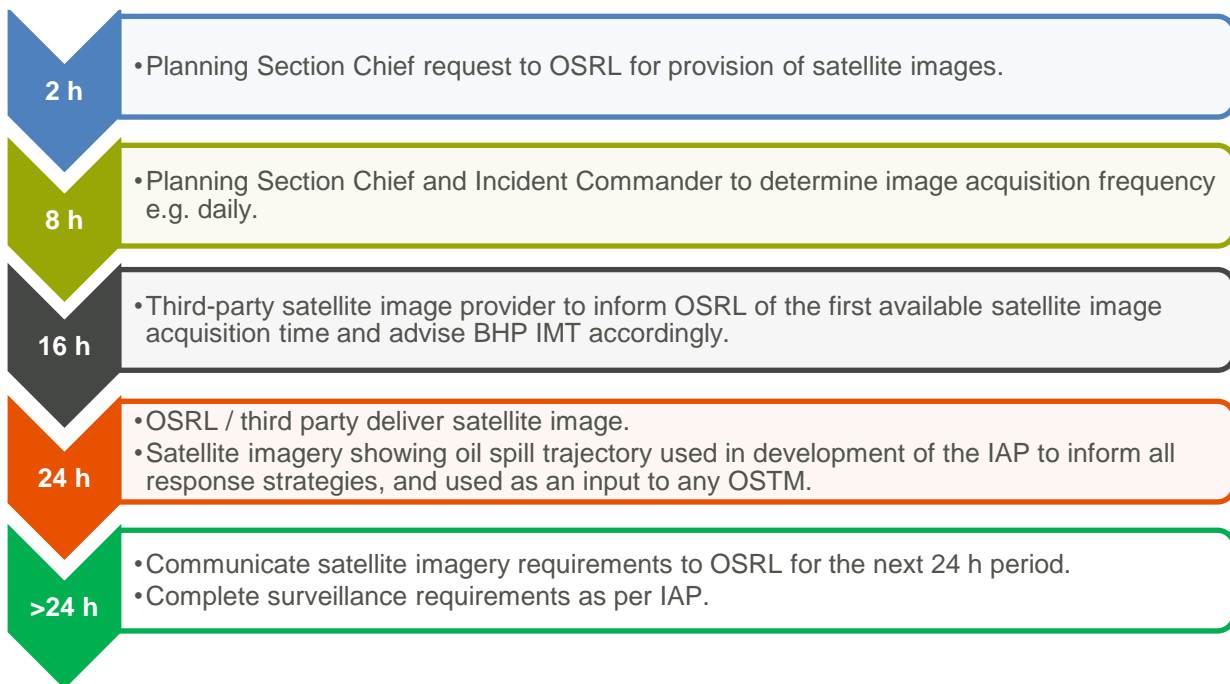 2 h
•Planning Section Chief request to OSRL for provision of satellite images.
8 h
•Planning Section Chief and Incident Commander to determine image acquisition frequency
e.g. daily.
16 h
•Third-party satellite image provider to inform OSRL of the first available satellite image
acquisition time and advise BHP IMT accordingly.
24 h
•OSRL / third party deliver satellite image.
•Satellite imagery showing oil spill trajectory used in development of the IAP to inform all
response strategies, and used as an input to any OSTM.
>24 h
•Communicate satellite imagery requirements to OSRL for the next 24 h period.
•Complete surveillance requirements as per IAP.